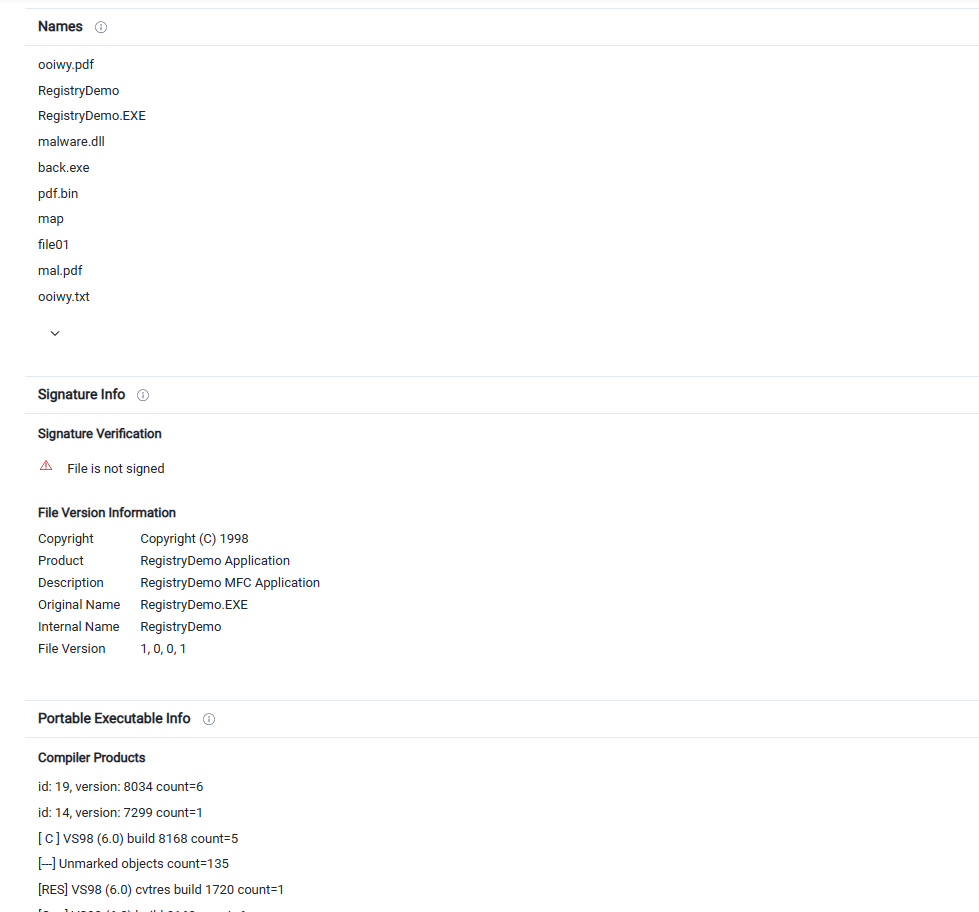 Names
ooiwy.pdf
RegistryDemo
RegistryDemo.EXE
malware.dll
back.exe
pdf.bin
map
file01
mal.pdf
ooiwy.txt
Signature Info
Signature Verification
File is not signed
File Version Information
Copyright Copyright (C) 1998
Product RegistryDemo Application
Description RegistryDemo MFC Application
Original Name RegistryDemo.EXE
Internal Name RegistryDemo
File Version 1, 0, 0, 1
Portable Executable Info
Compiler Products
id: 19, version: 8034 count=6
id: 14, version: 7299 count=1
[ C ] VS98 (6.0) build 8168 count=5
[---] Unmarked objects count=135
[RES] VS98 (6.0) cvtres build 1720 count=1